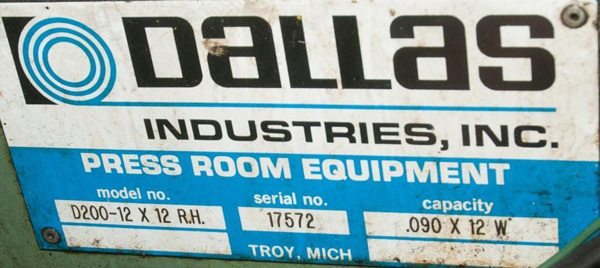 DALLAS
INDUSTRIES, INC.
PRESS ROOM EQUIPMENT
model no. serial no. capacity
D200-12 X 12 R.H. 17572 .090 X 12 W
TROY, MICH